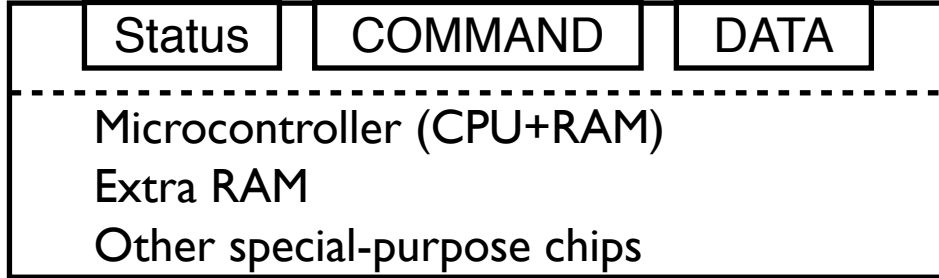 Status COMMAND DATA
Microcontroller (CPU+RAM)
Extra RAM
Other special-purpose chips